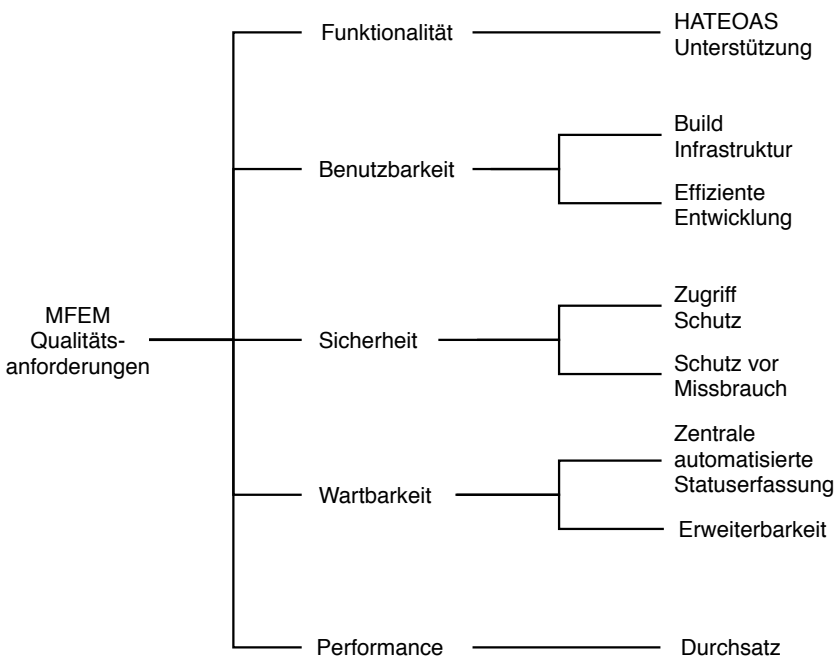 MFEM
Qualitäts-
anforderungen
Funktionalität
HATEOAS
Unterstützung
Benutzbarkeit
Build
Infrastruktur
Effiziente
Entwicklung
Sicherheit
Zugriff
Schutz
Schutz vor
Missbrauch
Wartbarkeit
Zentrale
automatisierte
Statuserfassung
Erweiterbarkeit
Performance
Durchsatz